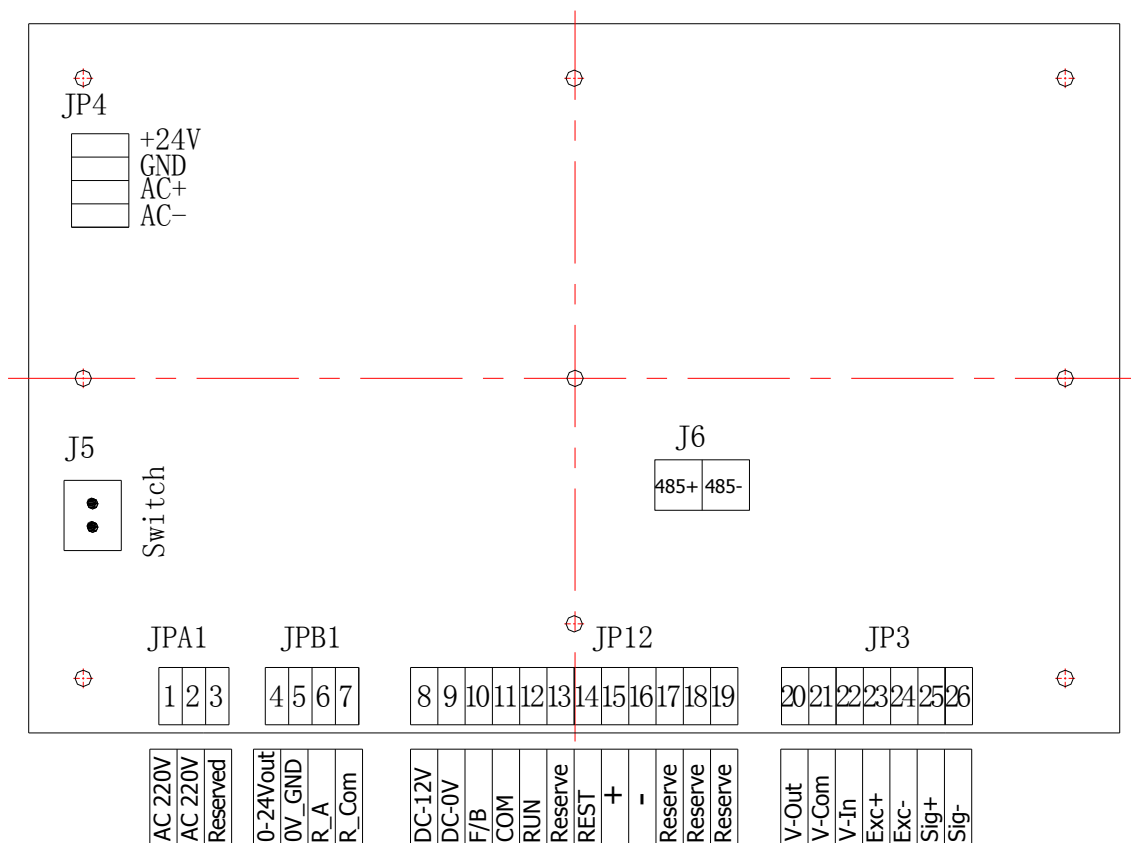 JP4
+24V
GND
AC+
AC-
J5
Switch
J6
485+ 485-
JPA1 JPB1 JP12 JP3
1 2 3 4 5 6 7 8 9 10 11 12 13 14 15 16 17 18 19 20 21 22 23 24 25 26
AC 220V
AC 220V
Reserved
0-24Vout
0V_GND
R_A
R_Com
DC-12V
DC-0V
F/B
COM
RUN
Reserve
REST
+
-
Reserve
Reserve
Reserve
V-Out
V-Com
V-In
Exc+
Exc-
Sig+
Sig-